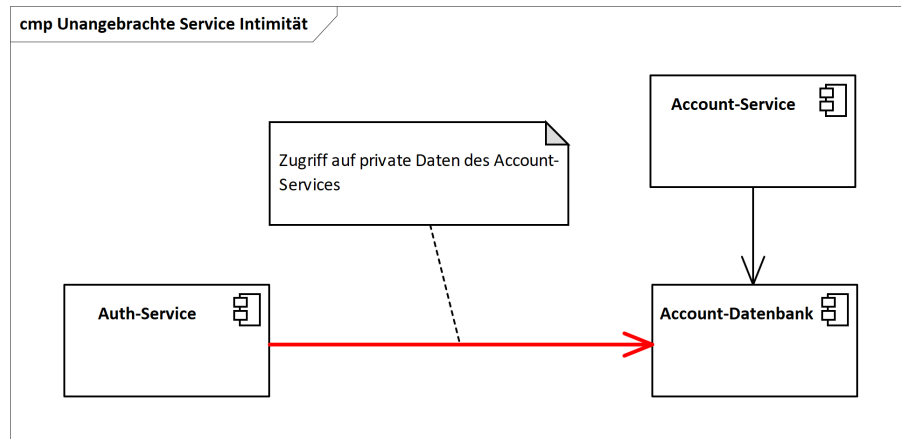 cmp Unangebrachte Service Intimität
Account-Service
Zugriff auf private Daten des Account-
Services
Auth-Service
Account-Datenbank